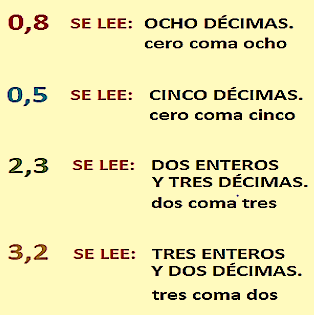 0,8 SE LEE: OCHO DÉCIMAS.
cero coma ocho
0,5 SE LEE: CINCO DÉCIMAS.
cero coma cinco
2,3 SE LEE: DOS ENTEROS
Y TRES DÉCIMAS.
dos coma tres
3,2 SE LEE: TRES ENTEROS
Y DOS DÉCIMAS.
tres coma dos